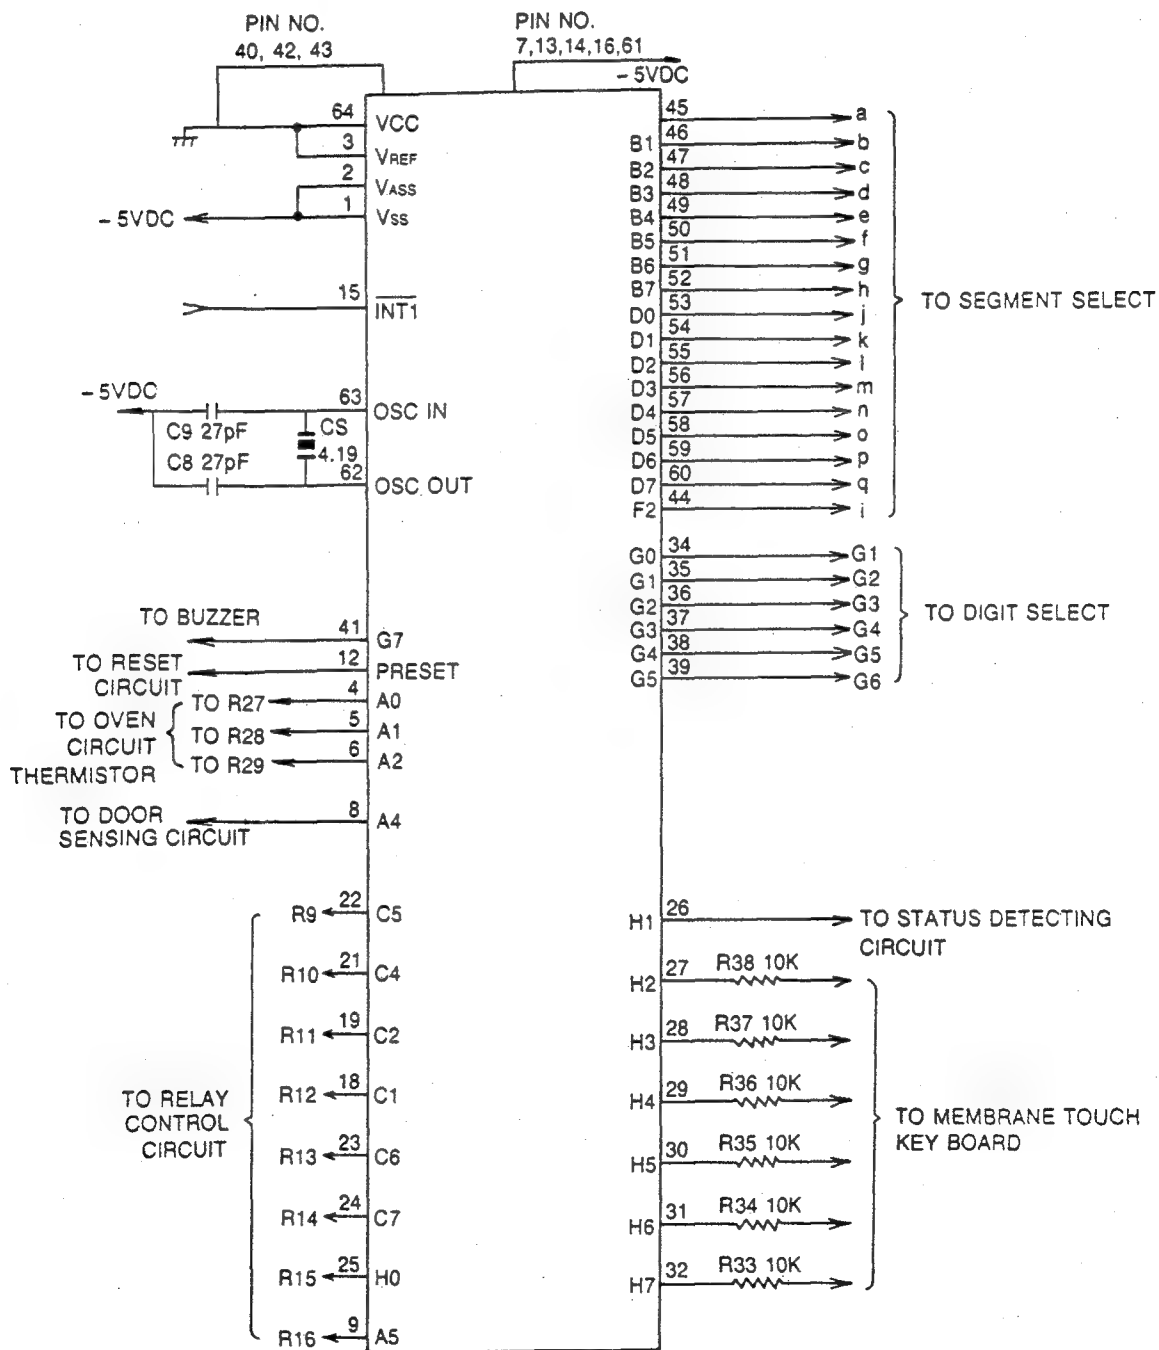 PIN NO.
40, 42, 43
PIN NO.
7,13,14,16,61
-5VDC
64 VCC
3 VREF
2 VASS
-5VDC 1 VSS
15 INT1
-5VDC
63 OSC IN
C9 27pF CS
C8 27pF 4.19
62 OSC OUT
TO BUZZER
41 G7
TO RESET
CIRCUIT
12 PRESET
TO R27 4 A0
TO OVEN
CIRCUIT
THERMISTOR
TO R28 5 A1
TO R29 6 A2
TO DOOR
SENSING CIRCUIT
8 A4
R9 22 C5
R10 21 C4
R11 19 C2
R12 18 C1
TO RELAY
CONTROL
CIRCUIT
R13 23 C6
R14 24 C7
R15 25 H0
R16 9 A5
45 a
B1 46 b
B2 47 c
B3 48 d
B4 49 e
B5 50 f
B6 51 g
B7 52 h
D0 53 j
D1 54 k
D2 55 l
D3 56 m
D4 57 n
D5 58 o
D6 59 p
D7 60 q
F2 44 i
TO SEGMENT SELECT
G0 34 G1
G1 35 G2
G2 36 G3
G3 37 G4
G4 38 G5
G5 39 G6
TO DIGIT SELECT
H1 26 TO STATUS DETECTING
CIRCUIT
H2 27 R38 10K
H3 28 R37 10K
H4 29 R36 10K
H5 30 R35 10K
H6 31 R34 10K
H7 32 R33 10K
TO MEMBRANE TOUCH
KEY BOARD